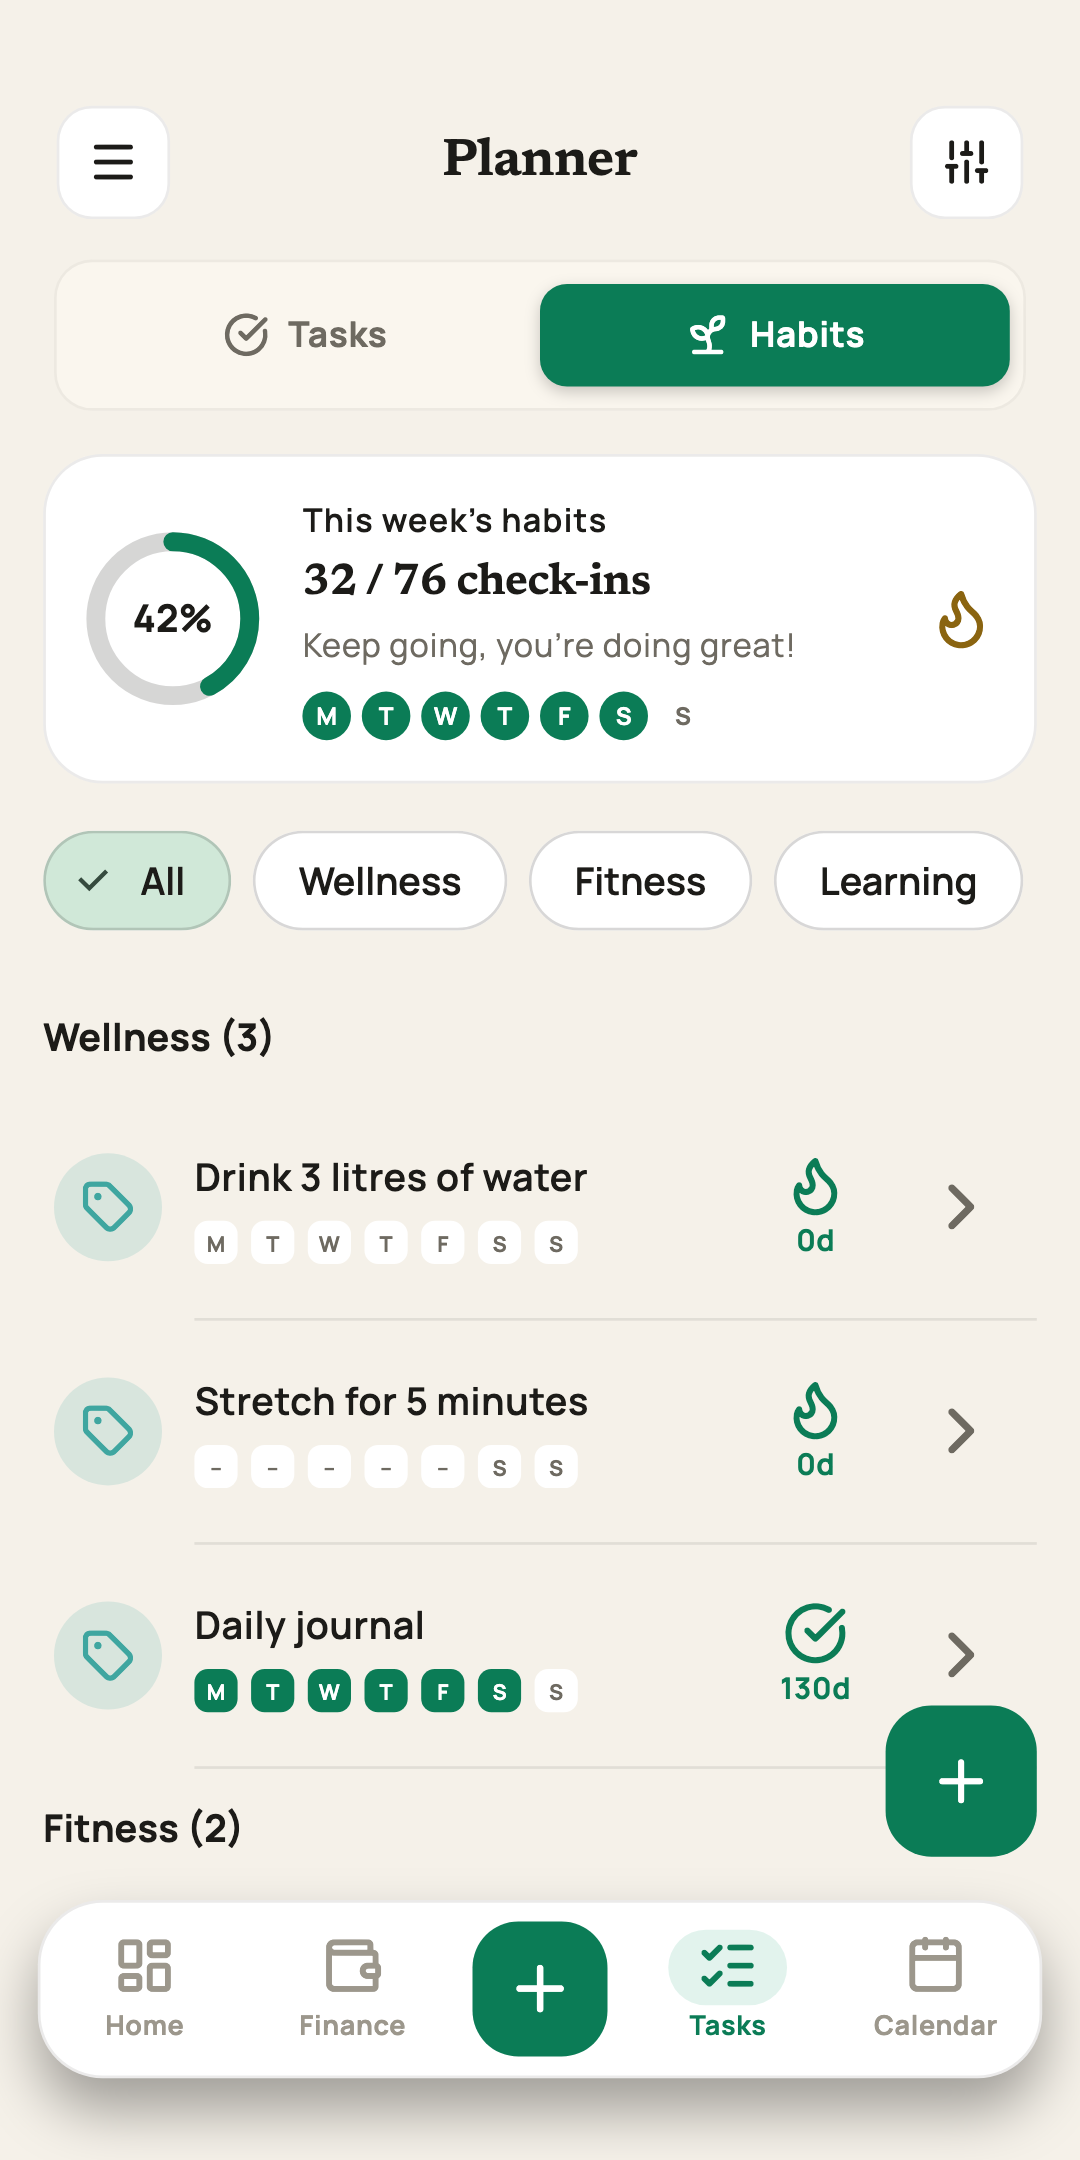 Planner
Tasks
Habits
This week's habits
42%
32 / 76 check-ins
Keep going, you're doing great!
M T W T F S S
All
Wellness
Fitness
Learning
Wellness (3)
Drink 3 litres of water
M T W T F S S
0d
Stretch for 5 minutes
- - - - - S S
0d
Daily journal
M T W T F S S
130d
Fitness (2)
Home
Finance
Tasks
Calendar